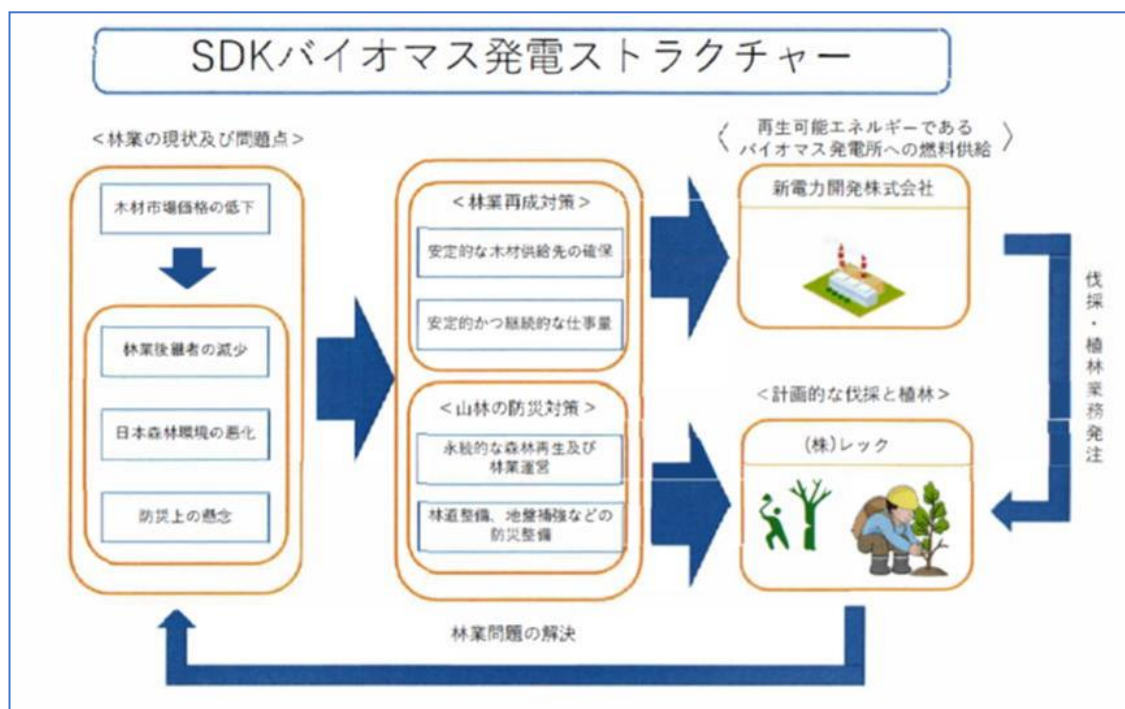 SDKバイオマス発電ストラクチャー
<林業の現状及び問題点>
木材市場価格の低下
林業後継者の減少
日本森林環境の悪化
防災上の懸念
<林業再成対策>
安定的な木材供給先の確保
安定的かつ継続的な仕事量
<山林の防災対策>
永続的な森林再生及び
林業運営
林道整備、地盤補強などの
防災整備
再生可能エネルギーである
バイオマス発電所への燃料供給
新電力開発株式会社
<計画的な伐採と植林>
(株)レック
伐採・植林業務発注
林業問題の解決